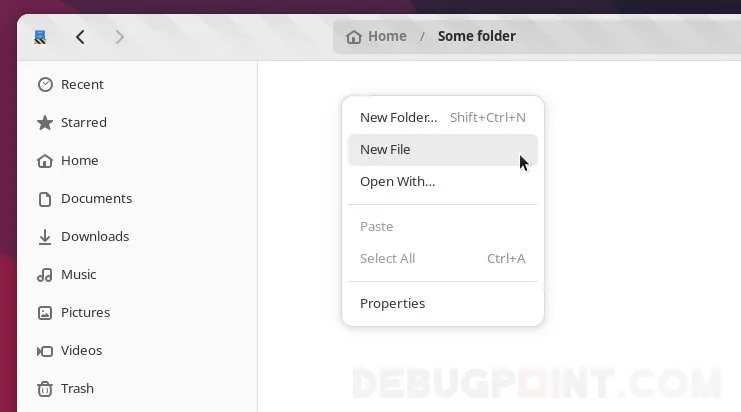 Home / Some folder
Recent
Starred
Home
Documents
Downloads
Music
Pictures
Videos
Trash
New Folder... Shift+Ctrl+N
New File
Open With...
Paste
Select All Ctrl+A
Properties
DEBUGPOINT.COM